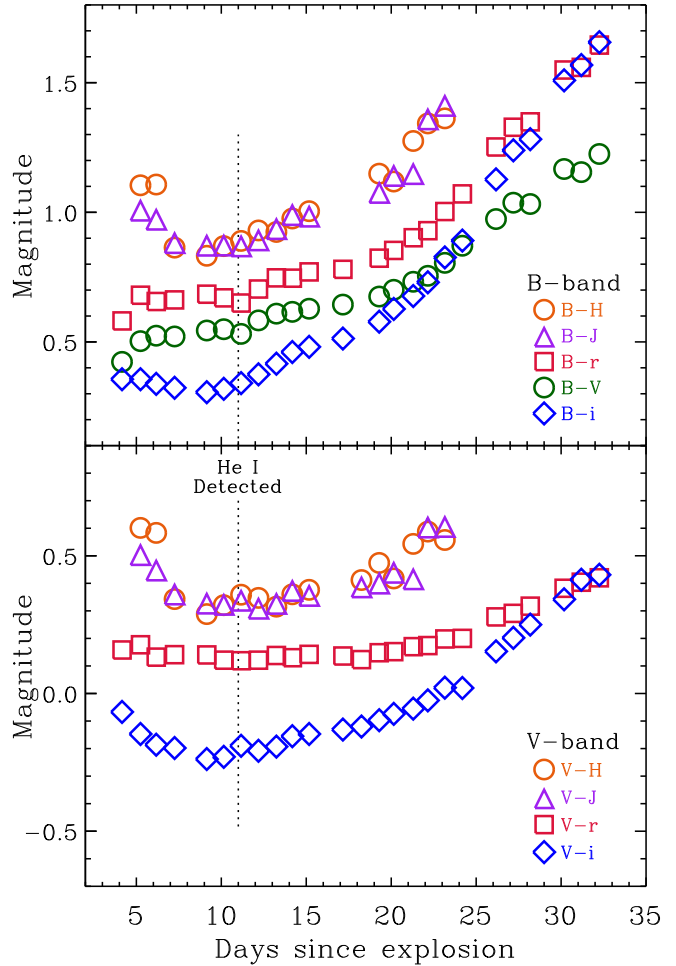 1.5
1.0
0.5
Magnitude
B-band
B-H
B-J
B-r
B-V
B-i
He I
Detected
0.5
0.0
-0.5
Magnitude
V-band
V-H
V-J
V-r
V-i
5 10 15 20 25 30 35
Days since explosion